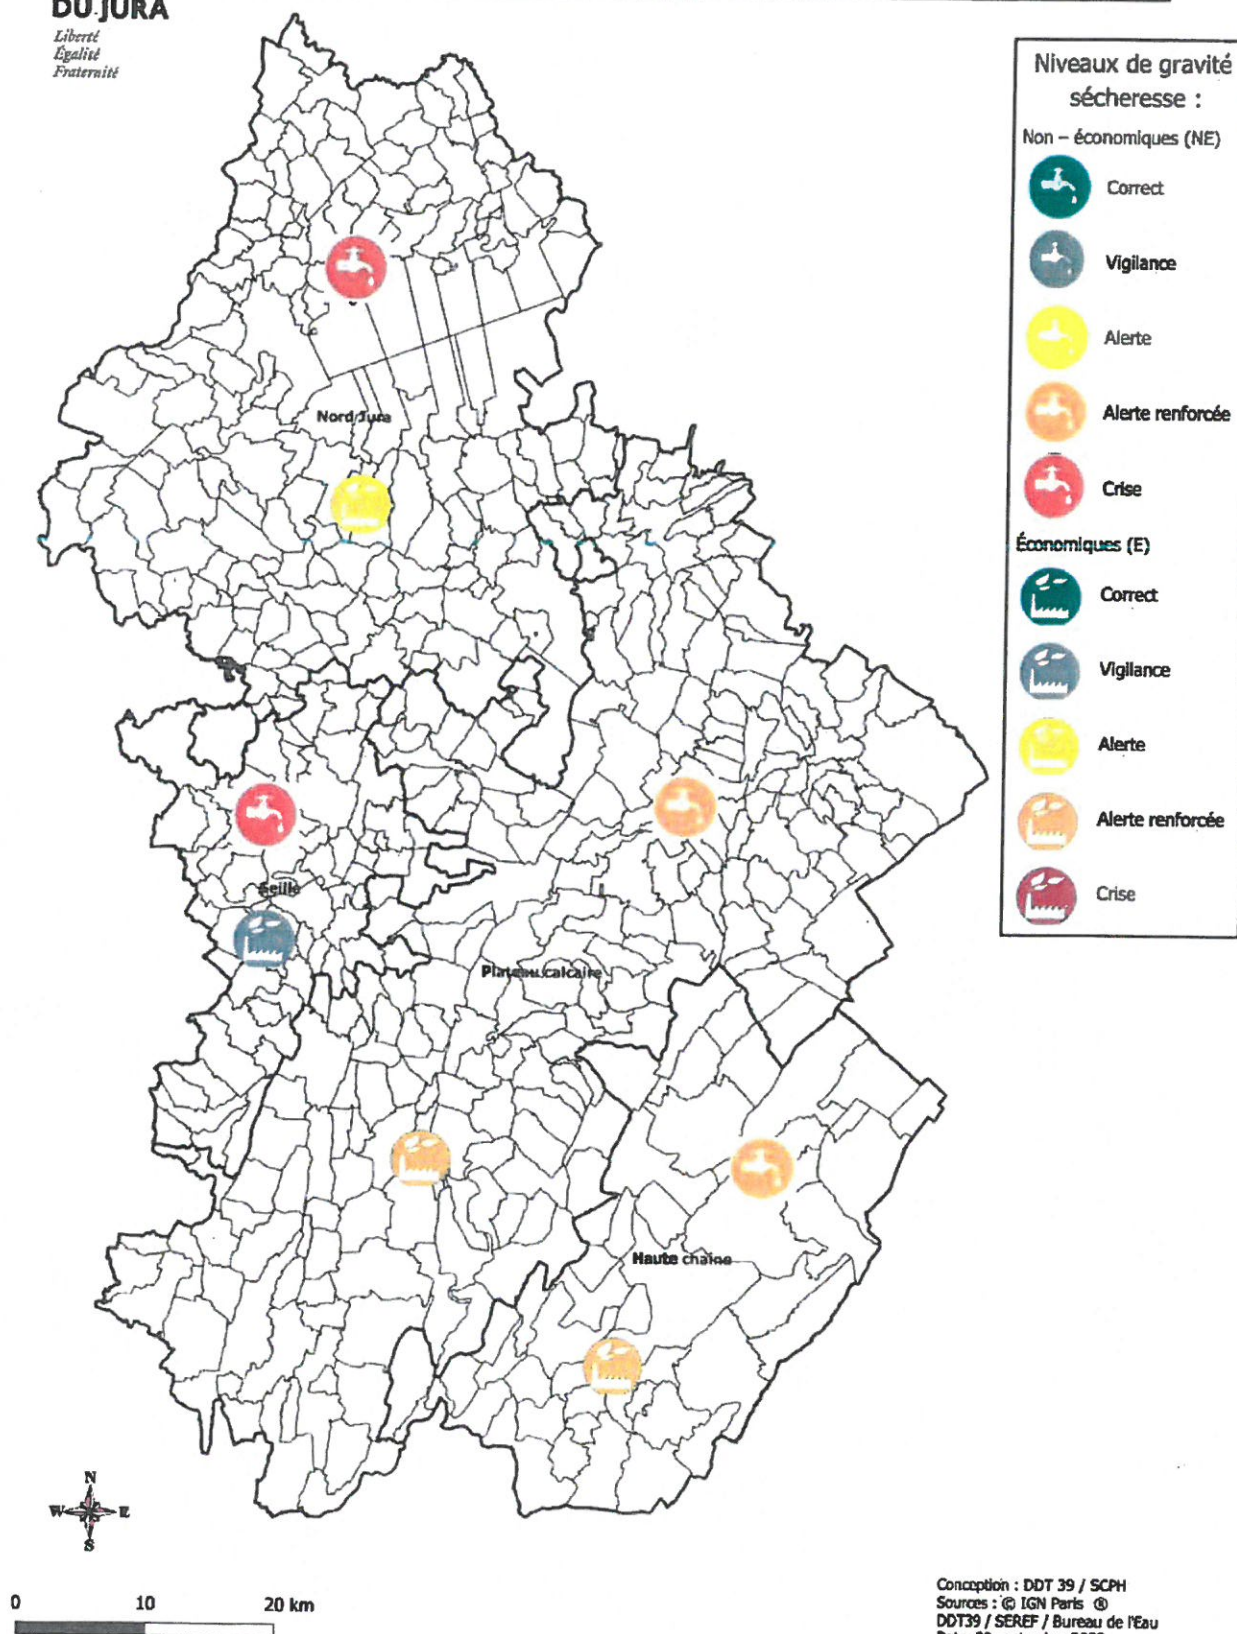 DU JURA
Liberté
Égalité
Fraternité
Niveaux de gravité
sécheresse :
Non - économiques (NE)
Correct
Vigilance
Alerte
Alerte renforcée
Crise
Économiques (E)
Correct
Vigilance
Alerte
Alerte renforcée
Crise
Nord Jura
Seille
Plateau calcaire
Haute chaîne
N
W E
S
0 10 20 km
Conception : DDT 39 / SCPH
Sources : © IGN Paris ®
DDT39 / SEREF / Bureau de l'Eau